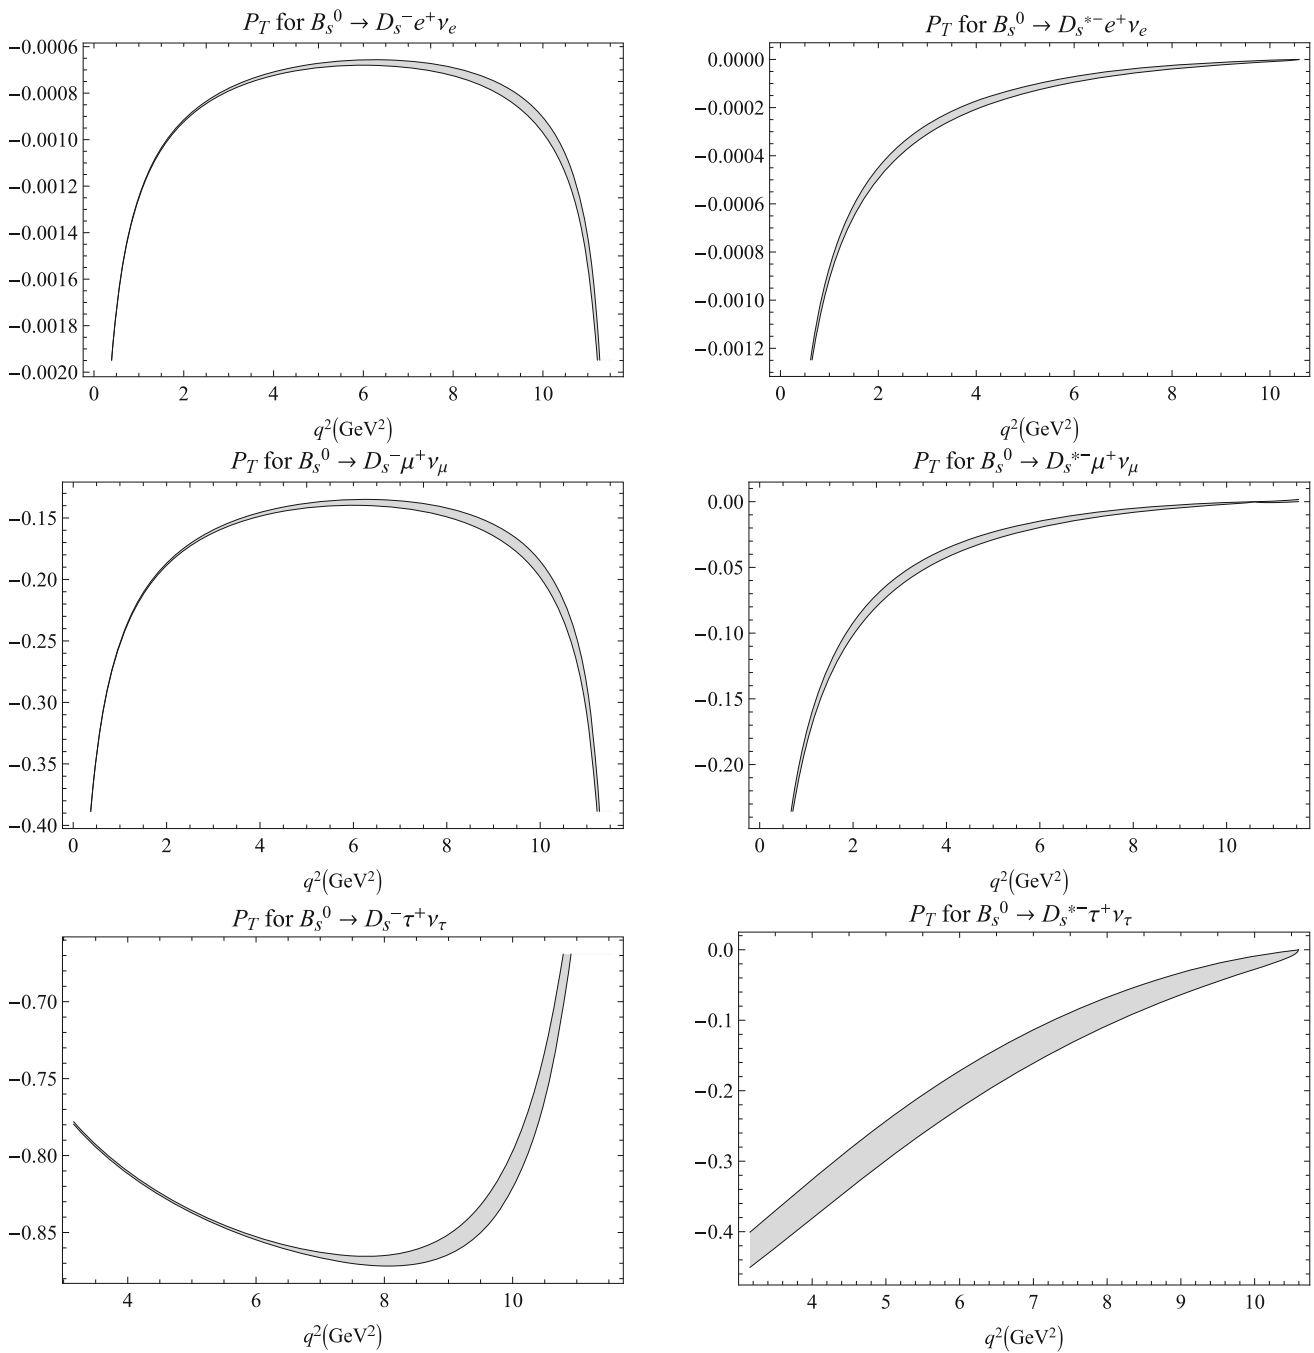 P_T for B_s^0 → D_s^- e^+ ν_e
−0.0006
−0.0008
−0.0010
−0.0012
−0.0014
−0.0016
−0.0018
−0.0020
0 2 4 6 8 10
q^2(GeV^2)
P_T for B_s^0 → D_s^{*−} e^+ ν_e
0.0000
−0.0002
−0.0004
−0.0006
−0.0008
−0.0010
−0.0012
0 2 4 6 8 10
q^2(GeV^2)
P_T for B_s^0 → D_s^- μ^+ ν_μ
−0.15
−0.20
−0.25
−0.30
−0.35
−0.40
0 2 4 6 8 10
q^2(GeV^2)
P_T for B_s^0 → D_s^{*−} μ^+ ν_μ
0.00
−0.05
−0.10
−0.15
−0.20
0 2 4 6 8 10
q^2(GeV^2)
P_T for B_s^0 → D_s^- τ^+ ν_τ
−0.70
−0.75
−0.80
−0.85
4 6 8 10
q^2(GeV^2)
P_T for B_s^0 → D_s^{*−} τ^+ ν_τ
0.0
−0.1
−0.2
−0.3
−0.4
4 5 6 7 8 9 10
q^2(GeV^2)